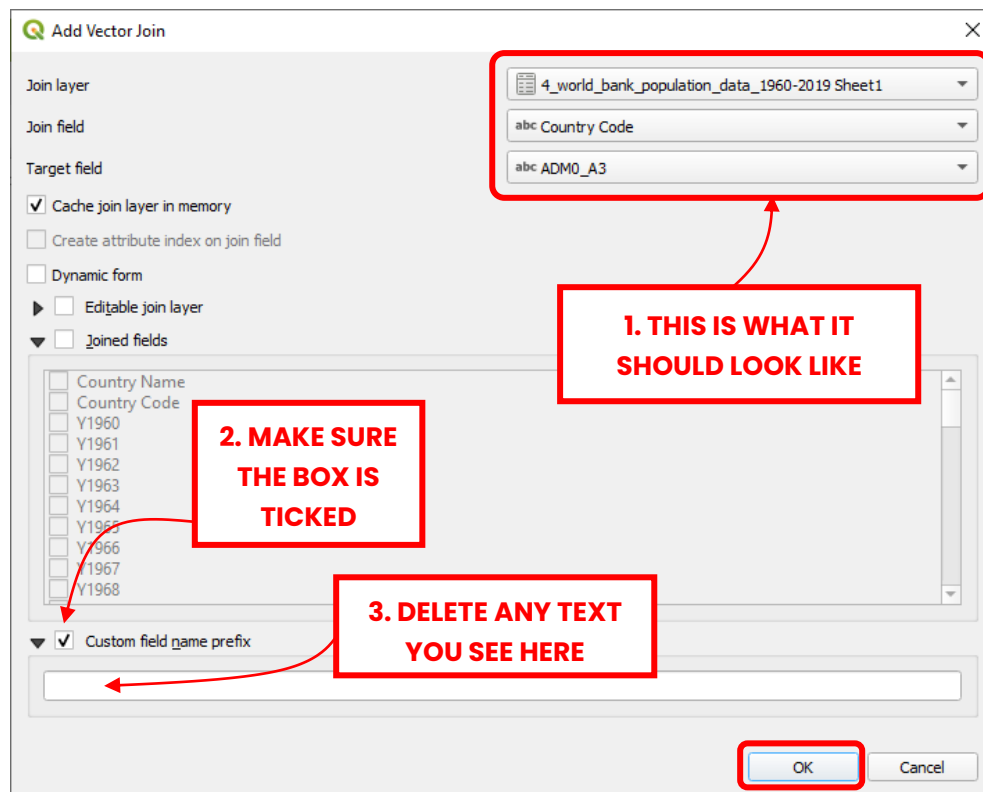 Add Vector Join
Join layer
4_world_bank_population_data_1960-2019 Sheet1
Join field
abc Country Code
Target field
abc ADM0_A3
Cache join layer in memory
Create attribute index on join field
Dynamic form
Editable join layer
Joined fields
1. THIS IS WHAT IT
SHOULD LOOK LIKE
Country Name
Country Code
Y1960
Y1961
Y1962
Y1963
Y1964
Y1965
Y1966
Y1967
Y1968
2. MAKE SURE
THE BOX IS
TICKED
3. DELETE ANY TEXT
YOU SEE HERE
Custom field name prefix
OK
Cancel